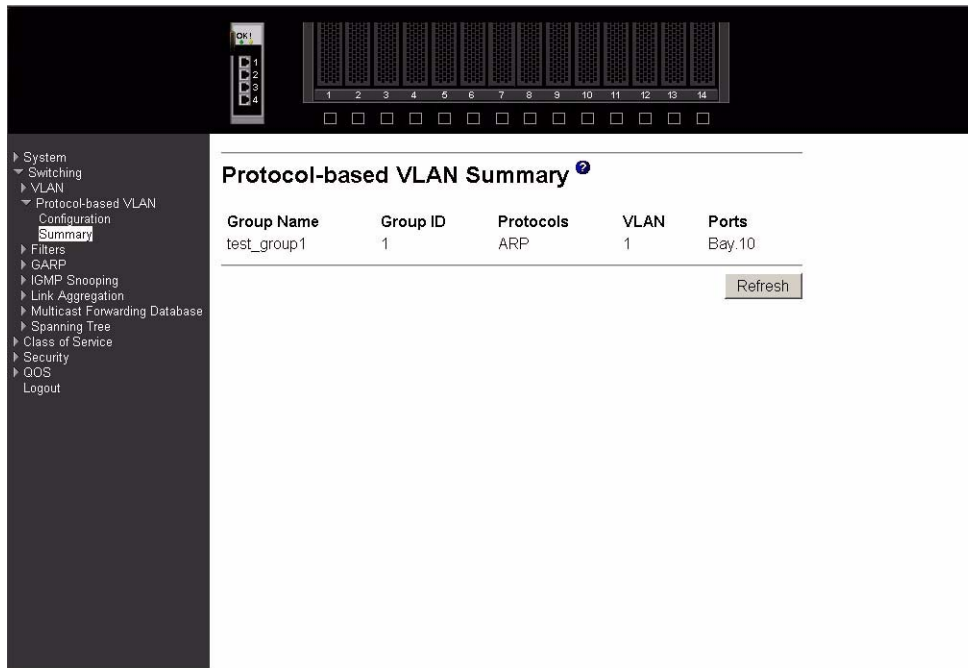 OK!
1
2
3
4
1 2 3 4 5 6 7 8 9 10 11 12 13 14
System
Switching
VLAN
Protocol-based VLAN
Configuration
Summary
Filters
GARP
IGMP Snooping
Link Aggregation
Multicast Forwarding Database
Spanning Tree
Class of Service
Security
QOS
Logout
Protocol-based VLAN Summary ?
Group Name Group ID Protocols VLAN Ports
test_group1 1 ARP 1 Bay.10
Refresh